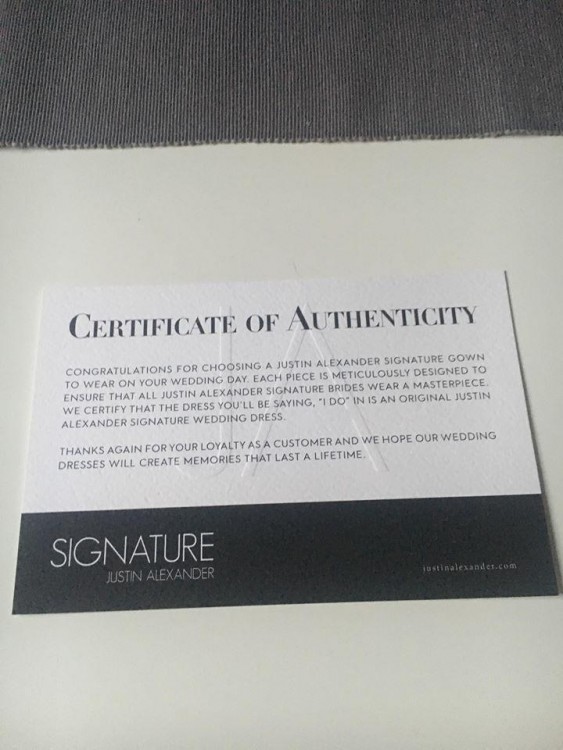 CERTIFICATE OF AUTHENTICITY
CONGRATULATIONS FOR CHOOSING A JUSTIN ALEXANDER SIGNATURE GOWN
TO WEAR ON YOUR WEDDING DAY. EACH PIECE IS METICULOUSLY DESIGNED TO
ENSURE THAT ALL JUSTIN ALEXANDER SIGNATURE BRIDES WEAR A MASTERPIECE.
WE CERTIFY THAT THE DRESS YOU'LL BE SAYING, "I DO" IN IS AN ORIGINAL JUSTIN
ALEXANDER SIGNATURE WEDDING DRESS.
THANKS AGAIN FOR YOUR LOYALTY AS A CUSTOMER AND WE HOPE OUR WEDDING
DRESSES WILL CREATE MEMORIES THAT LAST A LIFETIME.
JA
SIGNATURE
JUSTIN ALEXANDER
justinalexander.com